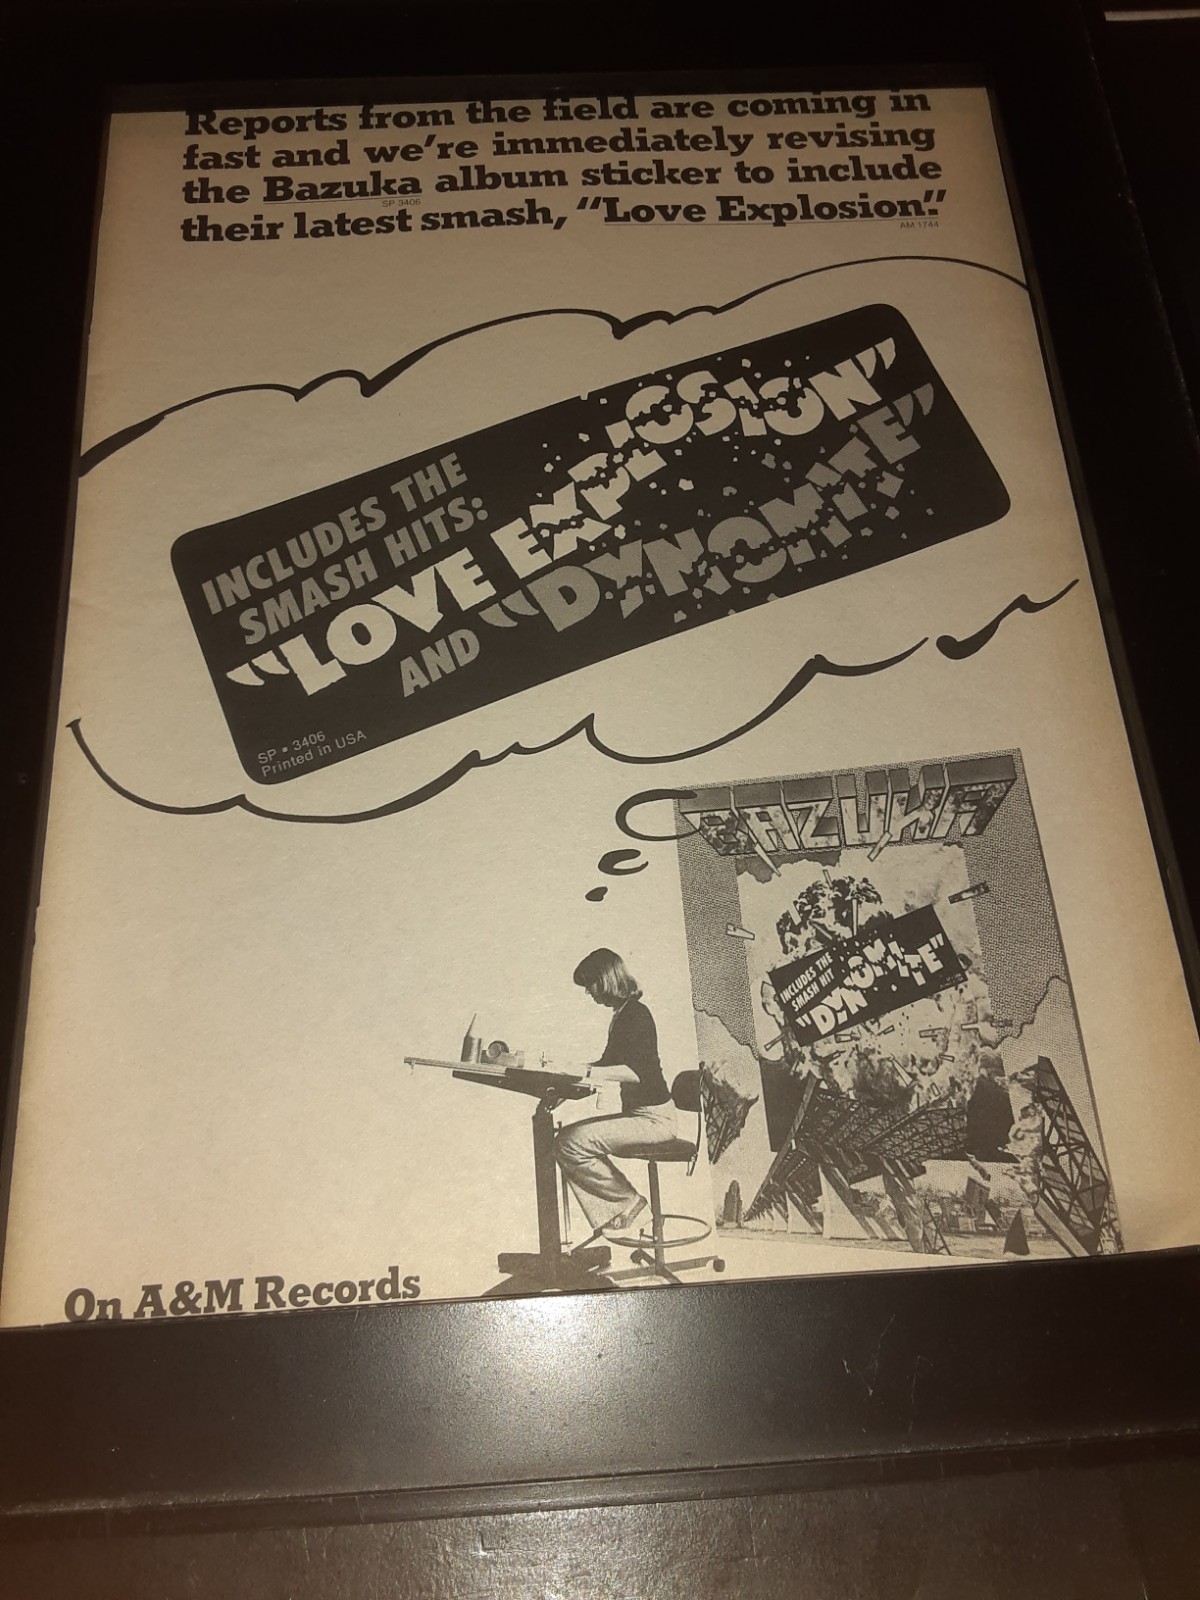 Reports from the field are coming in
fast and we're immediately revising
the Bazuka album sticker to include
SP 3406
their latest smash, "Love Explosion."
AM 1744
INCLUDES THE
SMASH HITS:
"LOVE EXPLOSION"
AND "DYNOMITE"
SP • 3406
Printed in USA
BAZUKA
INCLUDES THE
SMASH HIT
"DYNOMITE"
On A&M Records